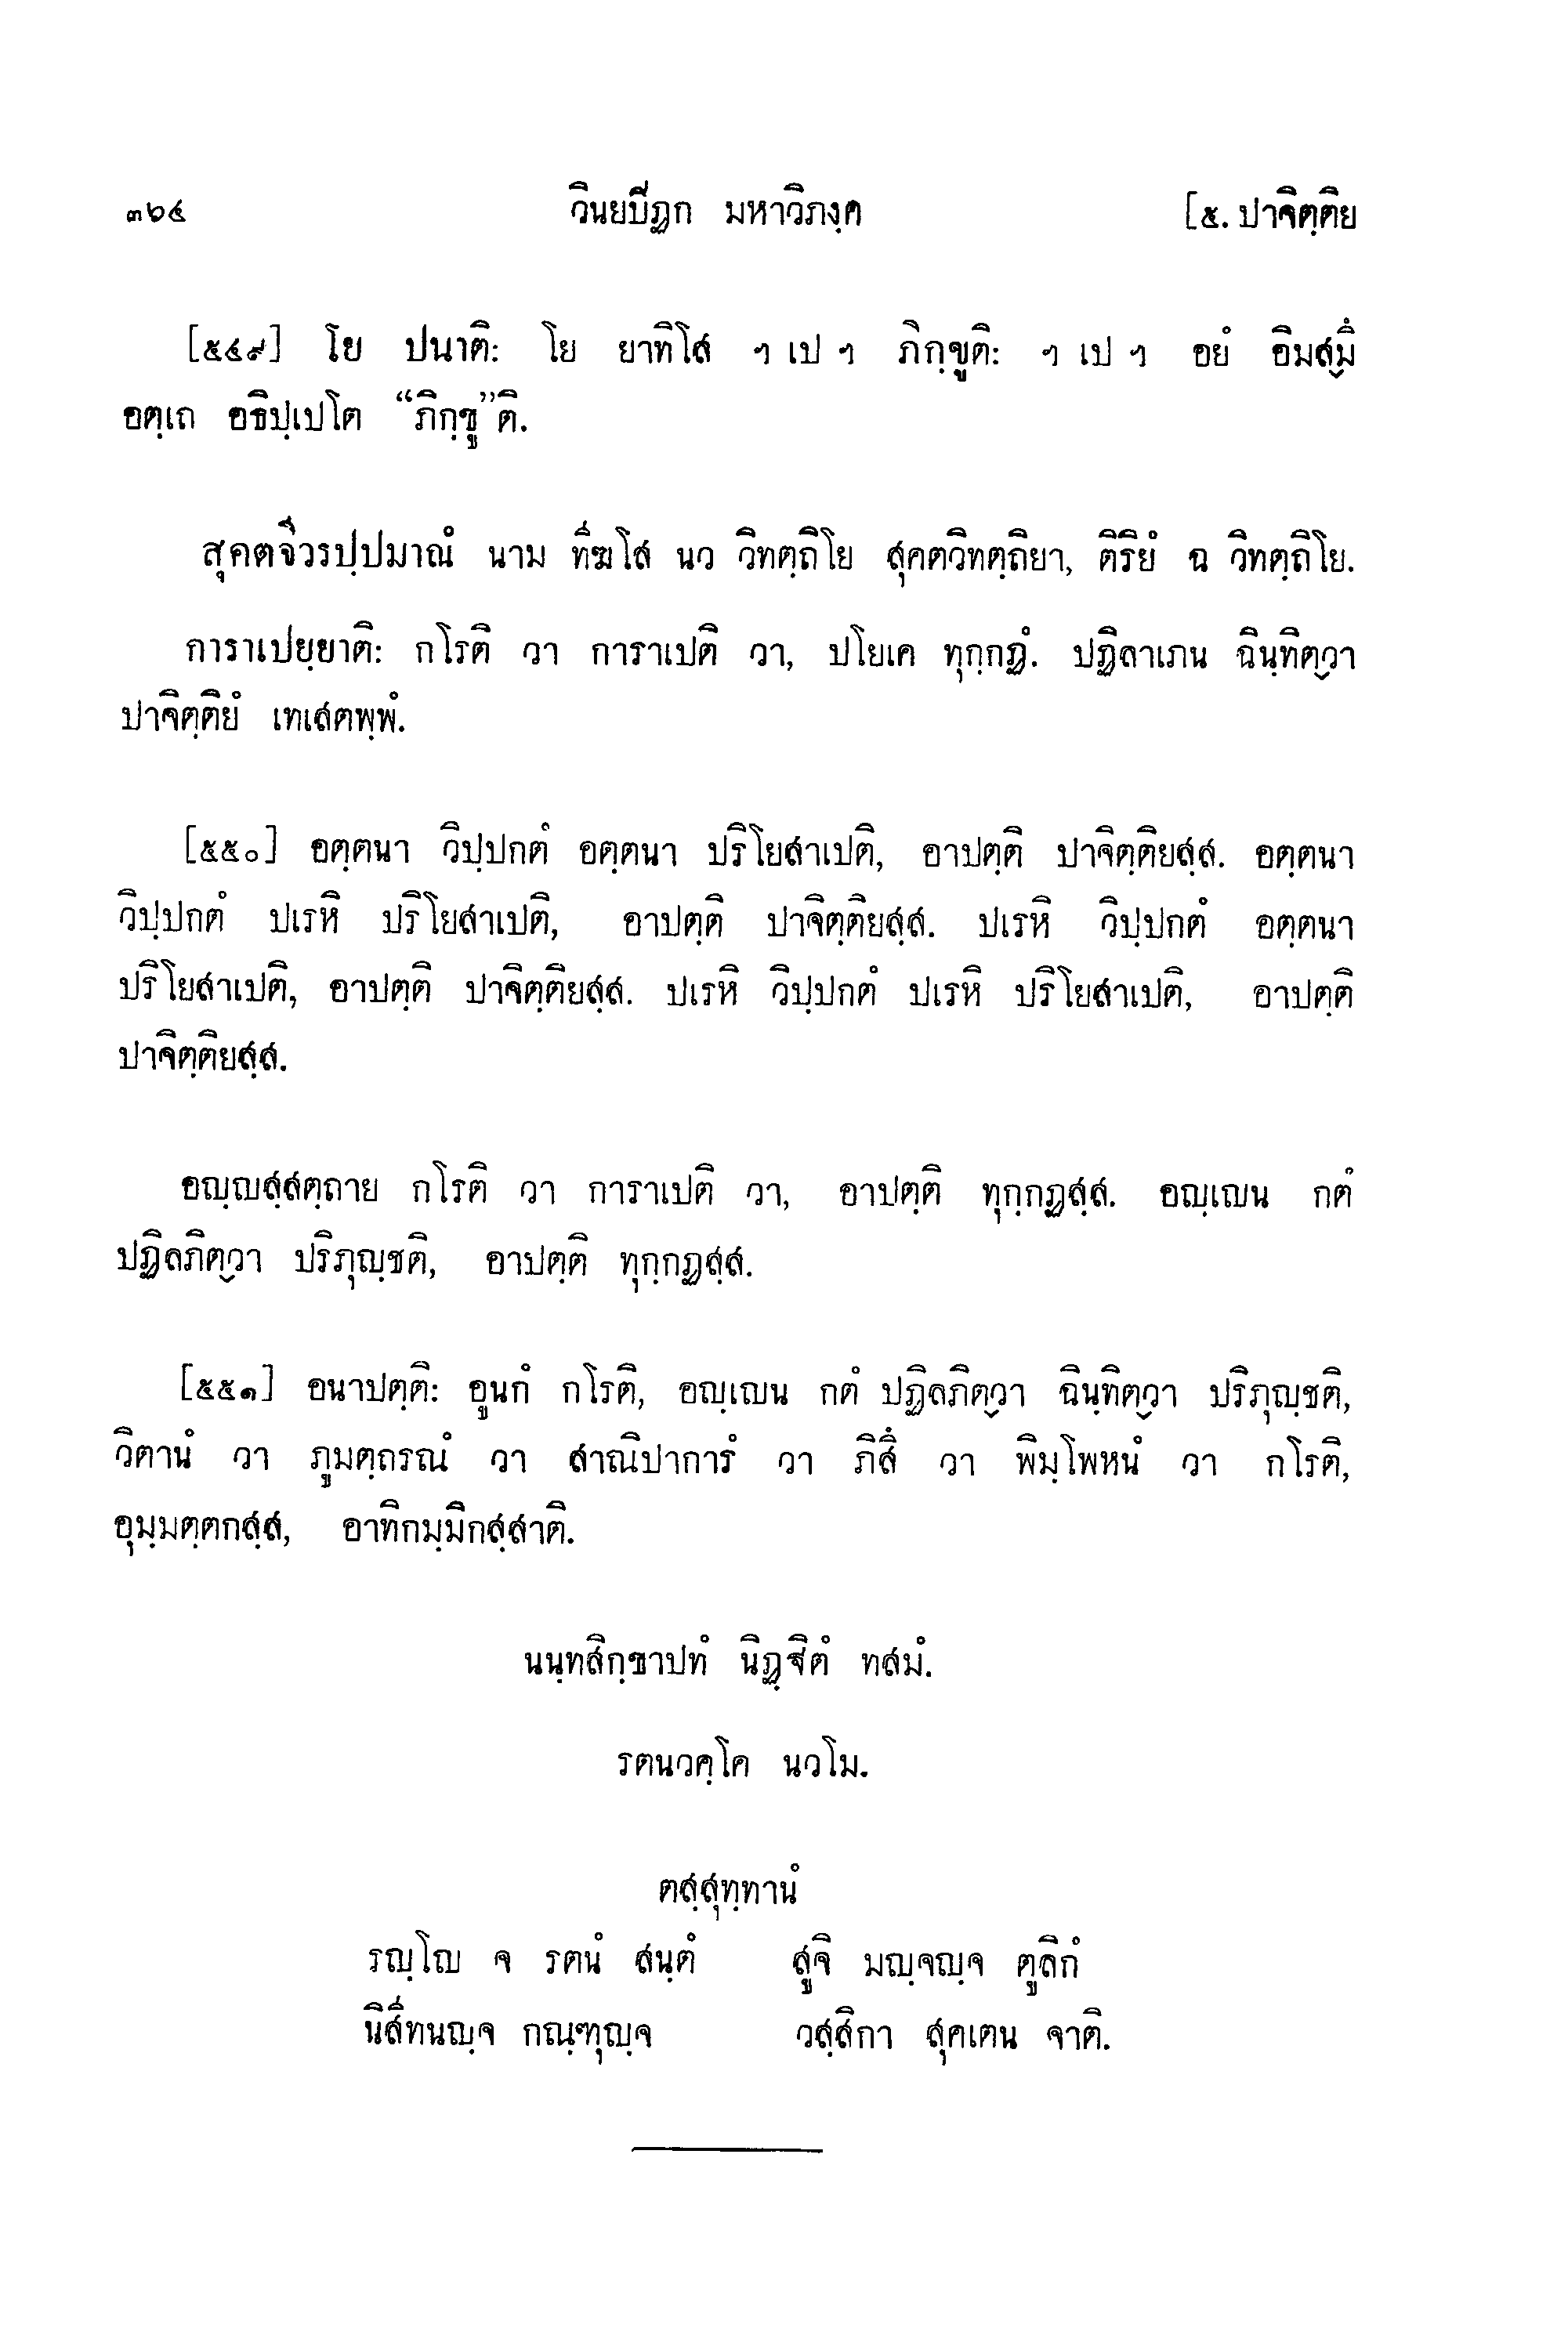 ๓๖๔ วินยปิฏก มหาวิภงฺค [๕. ปาจิตฺติย
[๕๔๙] โย ปนาติ: โย ยาทิโส ฯ เป ฯ ภิกฺขูติ: ฯ เป ฯ อยํ อิมสฺมึ
อตฺเถ อธิปฺเปโต “ภิกฺขู”ติ.
สุคตจีวรปฺปมาณํ นาม ทีฆโส นว วิทตฺถิโย สุคตวิทตฺถิยา, ติริยํ ฉ วิทตฺถิโย.
การาเปยฺยาติ: กโรติ วา การาเปติ วา, ปโยเค ทุกฺกฏํ. ปฏิลาเภน ฉินฺทิตฺวา
ปาจิตฺติยํ เทเสตพฺพํ.
[๕๕๐] อตฺตนา วิปฺปกตํ อตฺตนา ปริโยสาเปติ, อาปตฺติ ปาจิตฺติยสฺส. อตฺตนา
วิปฺปกตํ ปเรหิ ปริโยสาเปติ, อาปตฺติ ปาจิตฺติยสฺส. ปเรหิ วิปฺปกตํ อตฺตนา
ปริโยสาเปติ, อาปตฺติ ปาจิตฺติยสฺส. ปเรหิ วิปฺปกตํ ปเรหิ ปริโยสาเปติ, อาปตฺติ
ปาจิตฺติยสฺส.
อญฺญสฺสตฺถาย กโรติ วา การาเปติ วา, อาปตฺติ ทุกฺกฏสฺส. อญฺเญน กตํ
ปฏิลภิตฺวา ปริภุญฺชติ, อาปตฺติ ทุกฺกฏสฺส.
[๕๕๑] อนาปตฺติ: อูนกํ กโรติ, อญฺเญน กตํ ปฏิลภิตฺวา ฉินฺทิตฺวา ปริภุญฺชติ,
วิตานํ วา ภูมตฺถรณํ วา สาณิปาการํ วา ภิสึ วา พิมฺโพหนํ วา กโรติ,
อุมฺมตฺตกสฺส, อาทิกมฺมิกสฺสาติ.
นนฺทสิกฺขาปทํ นิฏฺฐิตํ ทสมํ.
รตนวคฺโค นวโม.
ตสฺสุทฺทานํ
รญฺโญ จ รตนํ สนฺตํ สูจิ มญฺจญฺจ ตูลิกํ
นิสีทนญฺจ กณฺฑุญฺจ วสฺสิกา สุคเตน จาติ.